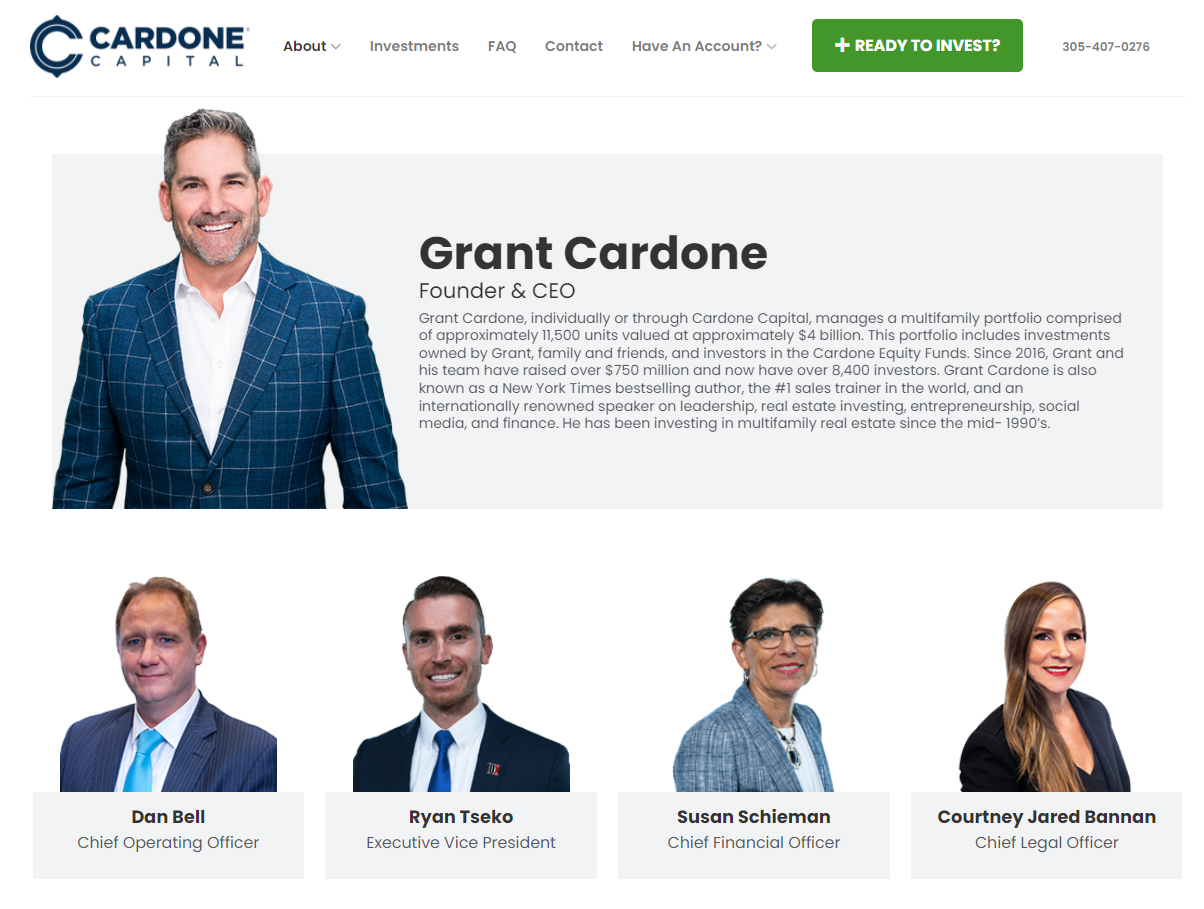 CARDONE
CAPITAL
About
Investments
FAQ
Contact
Have An Account?
+ READY TO INVEST?
305-407-0276
Grant Cardone
Founder & CEO
Grant Cardone, individually or through Cardone Capital, manages a multifamily portfolio comprised
of approximately 11,500 units valued at approximately $4 billion. This portfolio includes investments
owned by Grant, family and friends, and investors in the Cardone Equity Funds. Since 2016, Grant and
his team have raised over $750 million and now have over 8,400 investors. Grant Cardone is also
known as a New York Times bestselling author, the #1 sales trainer in the world, and an
internationally renowned speaker on leadership, real estate investing, entrepreneurship, social
media, and finance. He has been investing in multifamily real estate since the mid- 1990’s.
10X
Dan Bell
Chief Operating Officer
Ryan Tseko
Executive Vice President
Susan Schieman
Chief Financial Officer
Courtney Jared Bannan
Chief Legal Officer